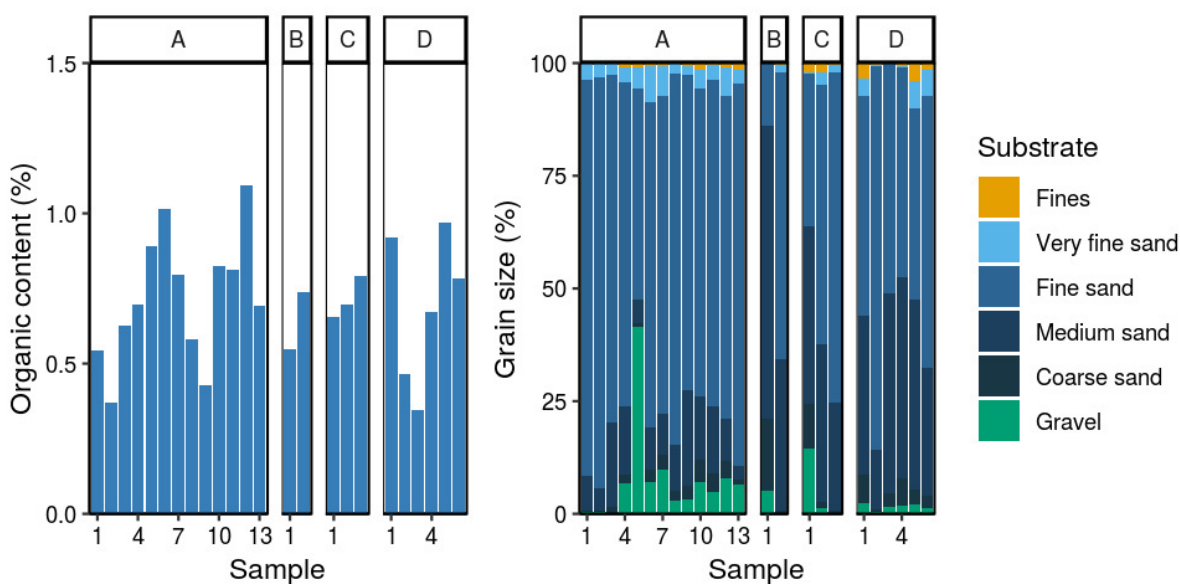 A B C D
Organic content (%)
1.5
1.0
0.5
0.0
1 4 7 10 13 1 1 1 4
Sample
A B C D
Grain size (%)
100
75
50
25
0
1 4 7 10 13 1 1 1 4
Sample
Substrate
Fines
Very fine sand
Fine sand
Medium sand
Coarse sand
Gravel